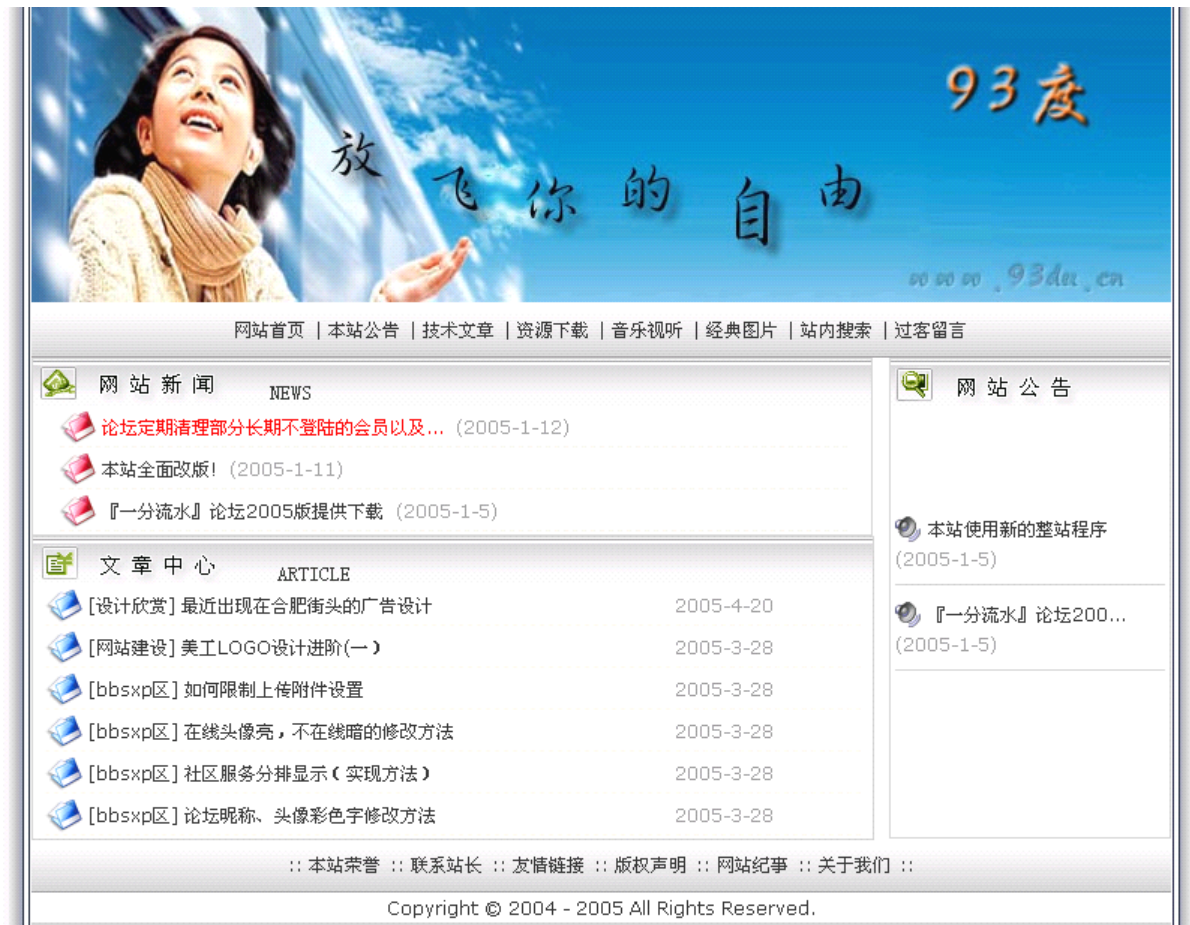 93度
放飞你的自由
www.93du.cn
网站首页 | 本站公告 | 技术文章 | 资源下载 | 音乐视听 | 经典图片 | 站内搜索 | 过客留言
网站新闻 NEWS
论坛定期清理部分长期不登陆的会员以及... (2005-1-12)
本站全面改版! (2005-1-11)
『一分流水』论坛2005版提供下载 (2005-1-5)
文章中心 ARTICLE
[设计欣赏] 最近出现在合肥街头的广告设计 2005-4-20
[网站建设] 美工LOGO设计进阶(一) 2005-3-28
[bbsxp区] 如何限制上传附件设置 2005-3-28
[bbsxp区] 在线头像亮，不在线暗的修改方法 2005-3-28
[bbsxp区] 社区服务分排显示（实现方法） 2005-3-28
[bbsxp区] 论坛昵称、头像彩色字修改方法 2005-3-28
网站公告
本站使用新的整站程序
(2005-1-5)
『一分流水』论坛200...
(2005-1-5)
:: 本站荣誉 :: 联系站长 :: 友情链接 :: 版权声明 :: 网站纪事 :: 关于我们 ::
Copyright © 2004 - 2005 All Rights Reserved.